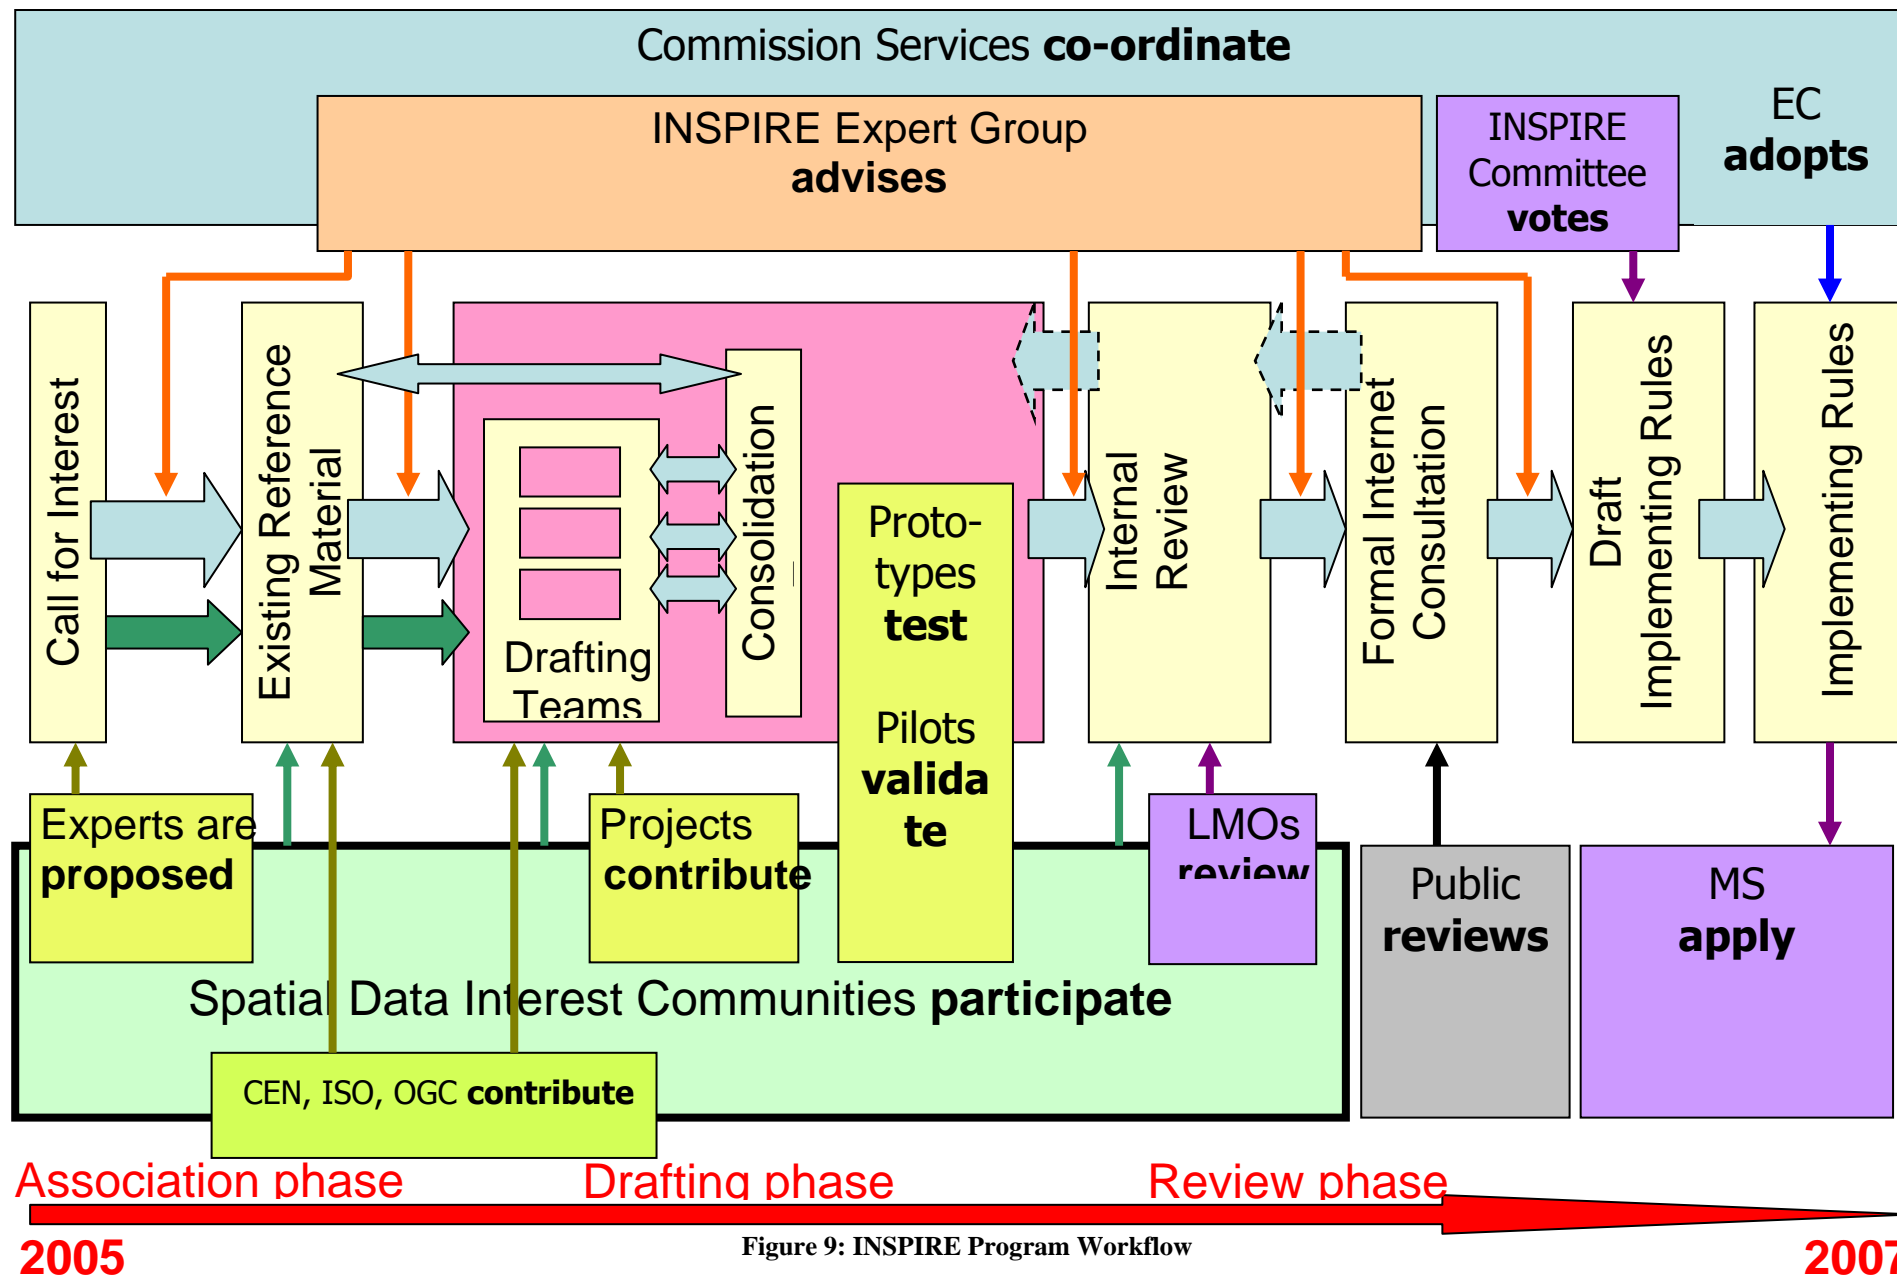 Commission Services co-ordinate
INSPIRE Expert Group
advises
INSPIRE
Committee
votes
EC
adopts
Call for Interest
Existing Reference
Material
Drafting
Teams
Consolidation
Proto-
types
test
Pilots
valida
te
Internal
Review
Formal Internet
Consultation
Draft
Implementing Rules
Implementing Rules
Experts are
proposed
Projects
contribute
LMOs
review
Public
reviews
MS
apply
Spatial Data Interest Communities participate
CEN, ISO, OGC contribute
Association phase
Drafting phase
Review phase
2005
Figure 9: INSPIRE Program Workflow
2007